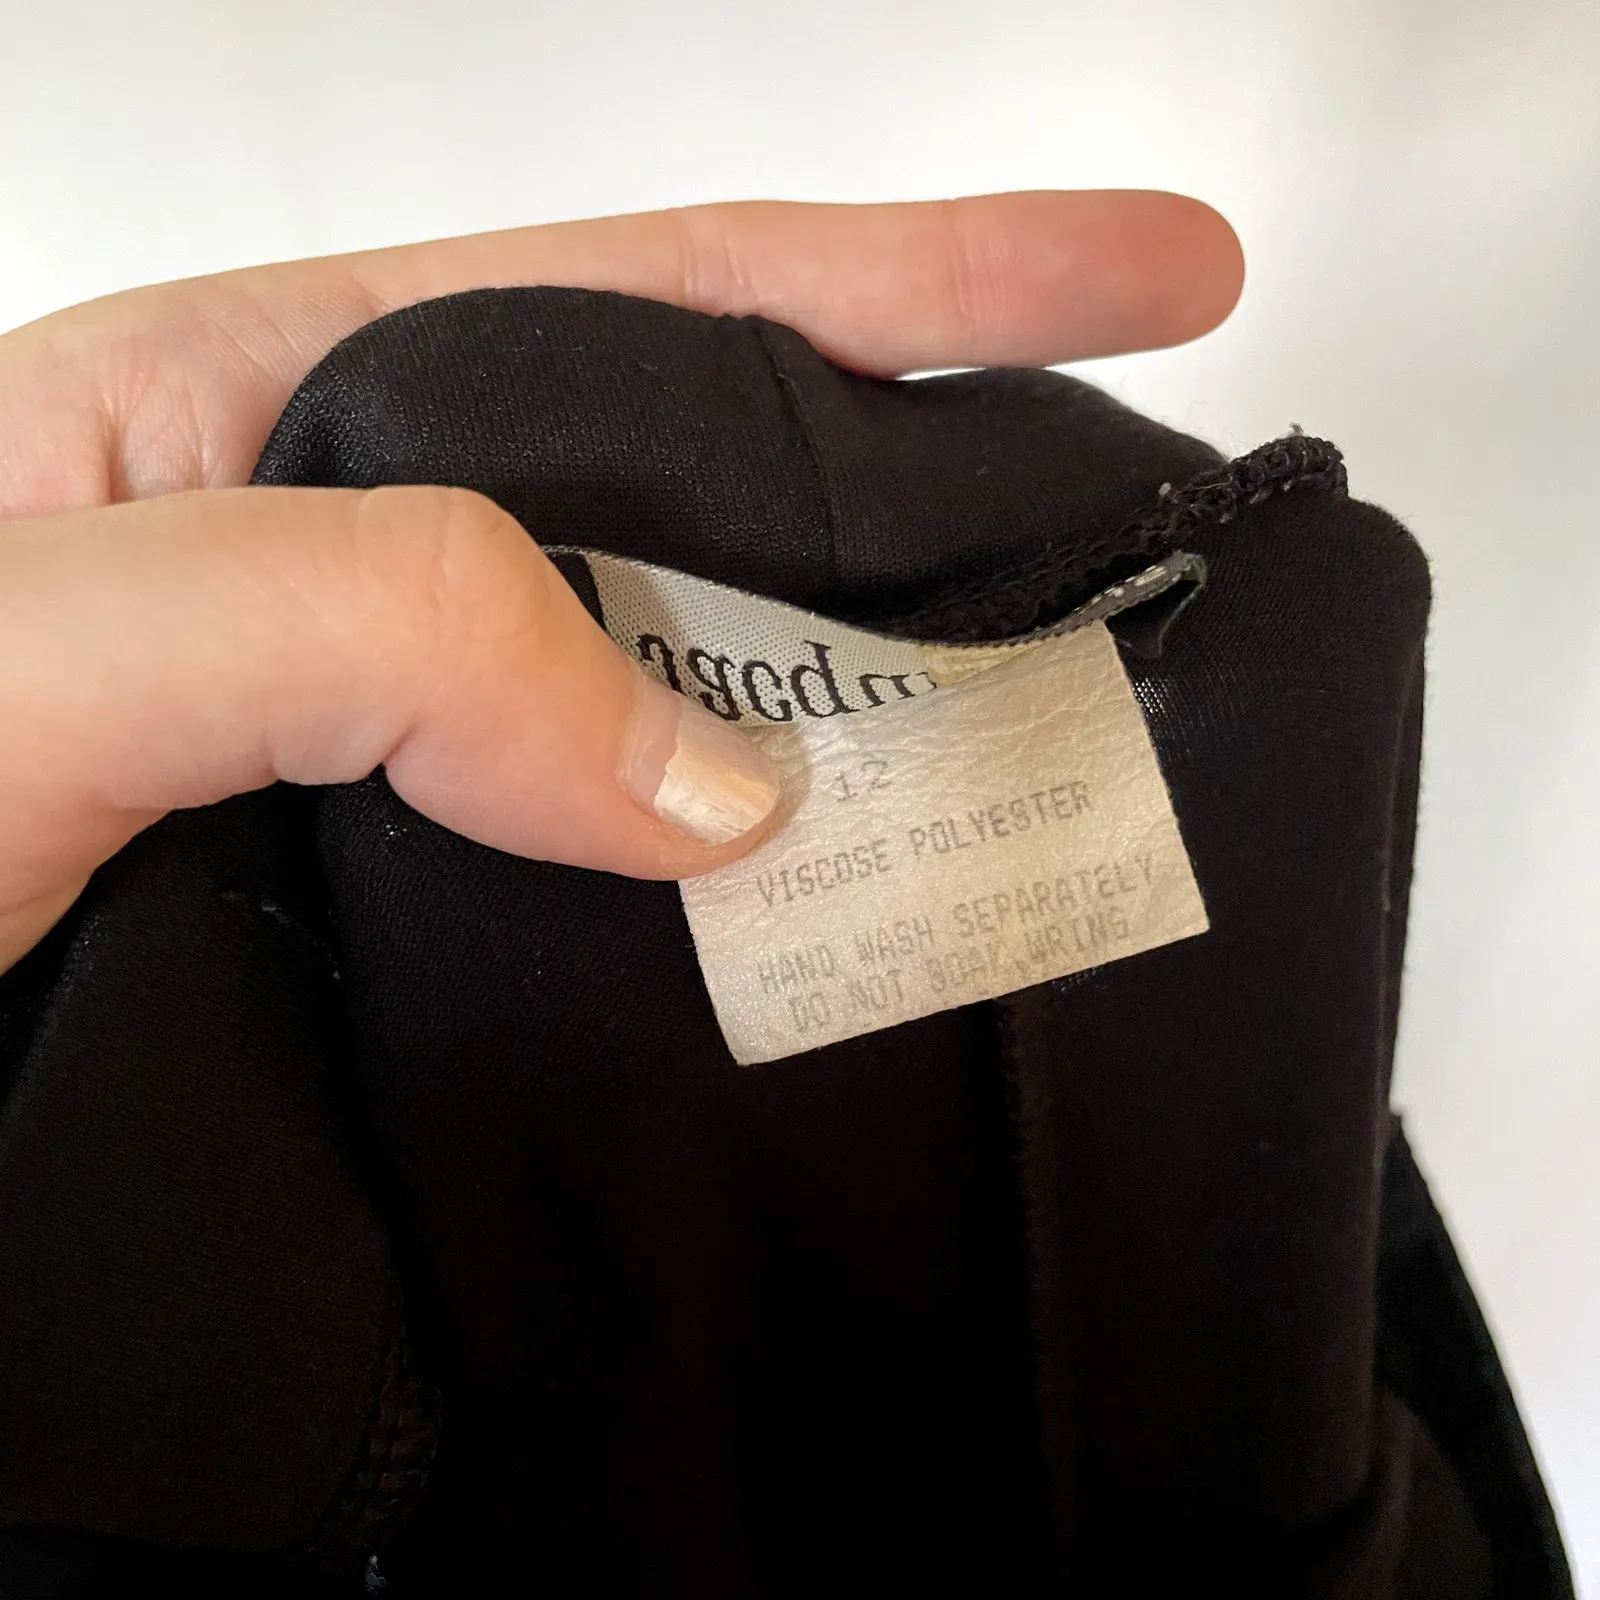 12
VISCOSE POLYESTER
HAND WASH SEPARATELY
DO NOT SOAK,WRING